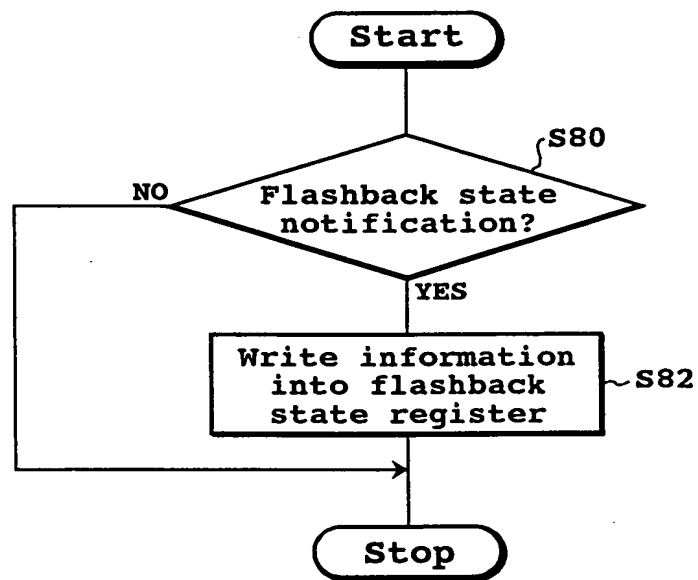 Start
S80
Flashback state
notification?
NO
YES
Write information
into flashback
state register
S82
Stop